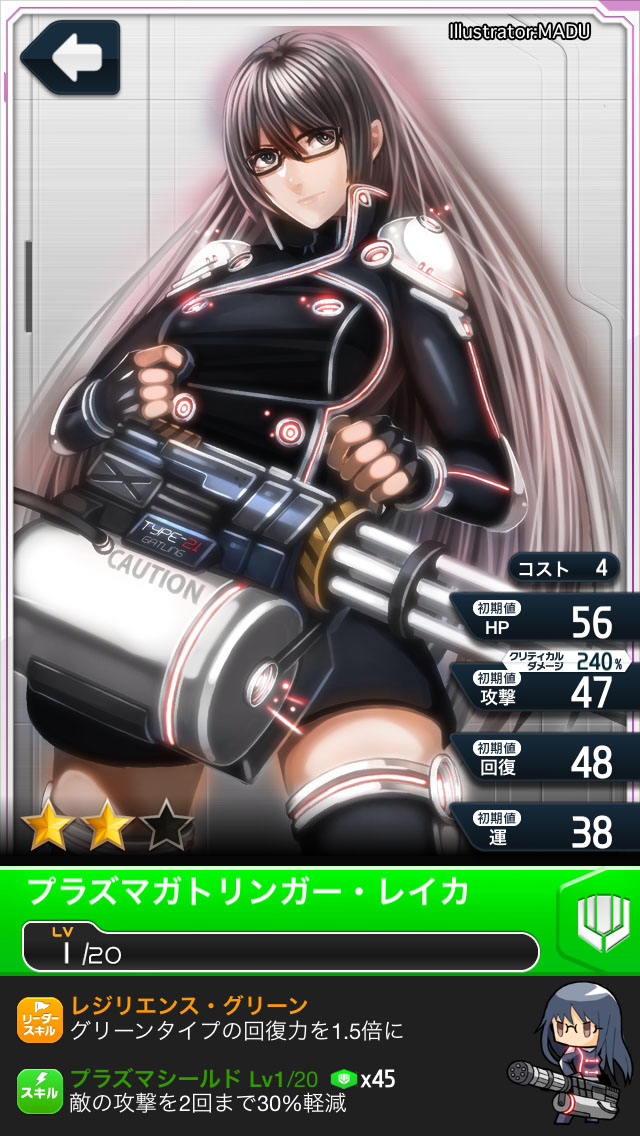 Illustrator:MADU
TYPE-21
GATLING
CAUTION
コスト 4
初期値
HP
56
クリティカル
ダメージ
240%
初期値
攻撃
47
初期値
回復
48
初期値
運
38
プラズマガトリンガー・レイカ
LV
1/20
リーダー
スキル
レジリエンス・グリーン
グリーンタイプの回復力を1.5倍に
スキル
プラズマシールド Lv1/20 x45
敵の攻撃を2回まで30%軽減